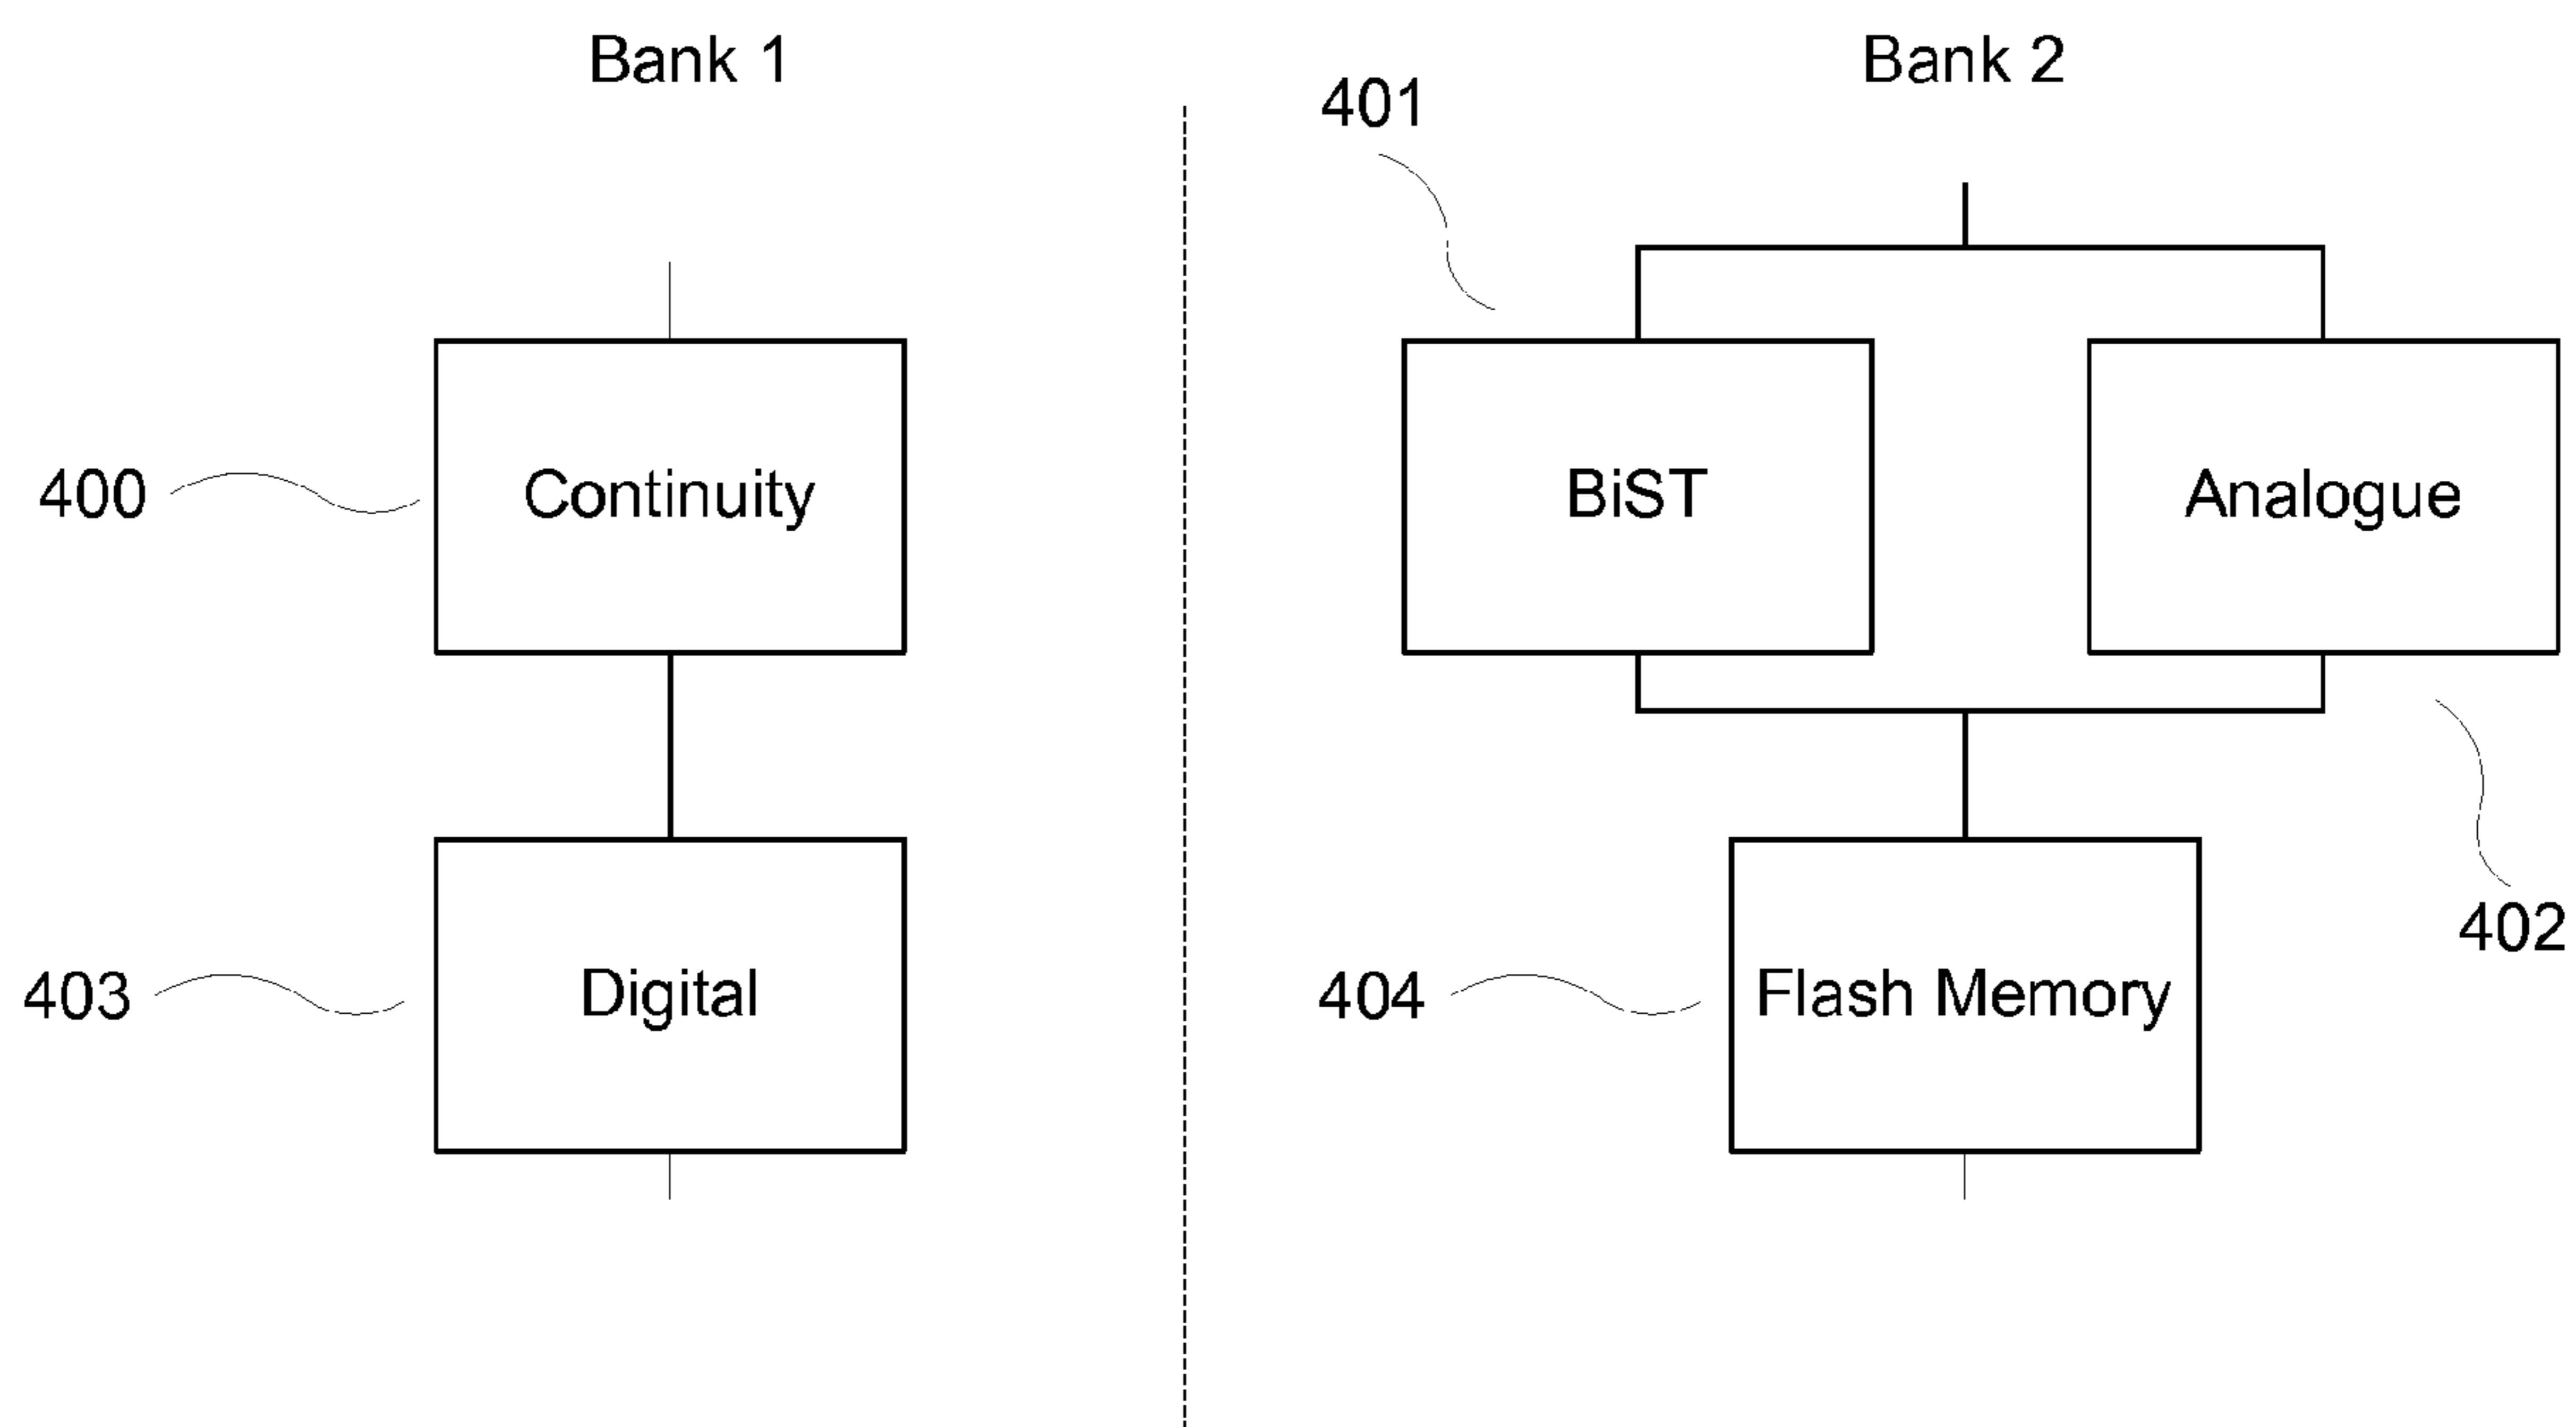 Bank 1
Bank 2
401
400
Continuity
BiST
Analogue
402
403
Digital
404
Flash Memory